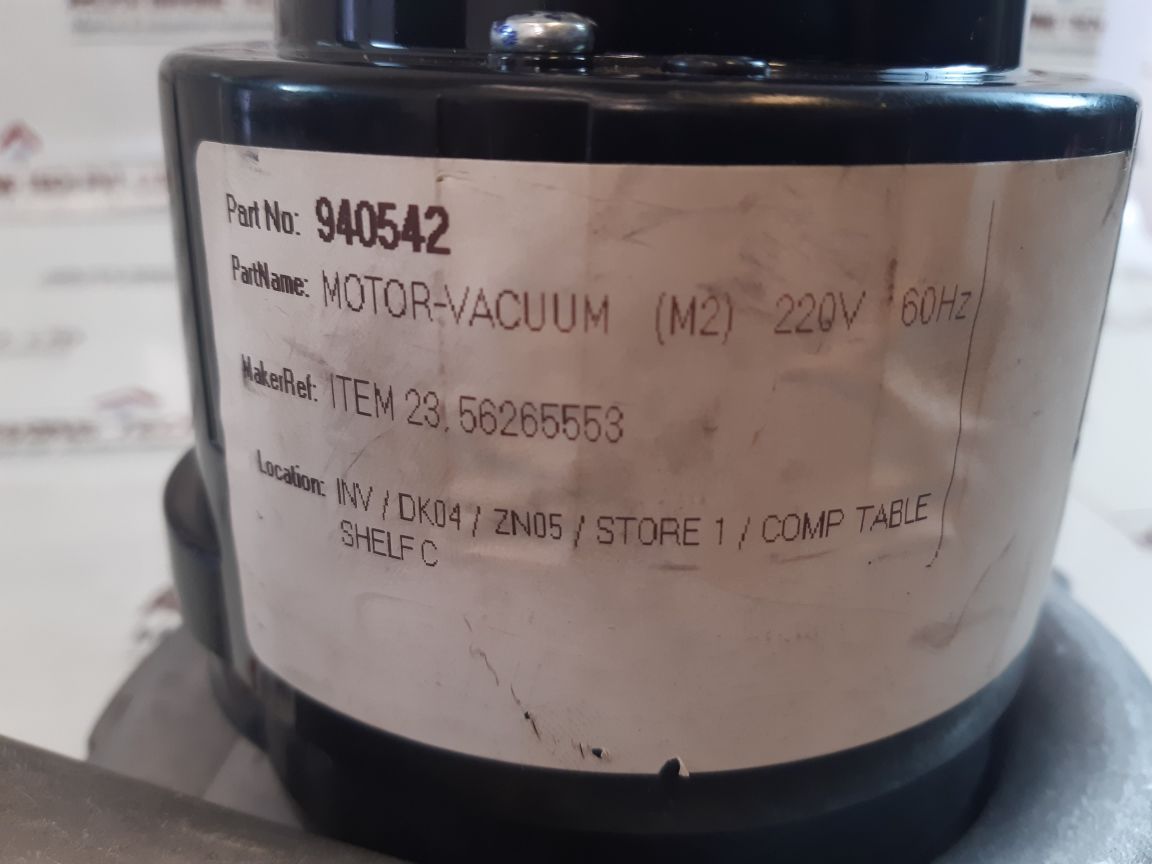 Part No: 940542
PartName: MOTOR-VACUUM (M2) 220V 60Hz
MakerRef: ITEM 23, 56265553
Location: INV / DK04 / ZN05 / STORE 1 / COMP TABLE
SHELF C